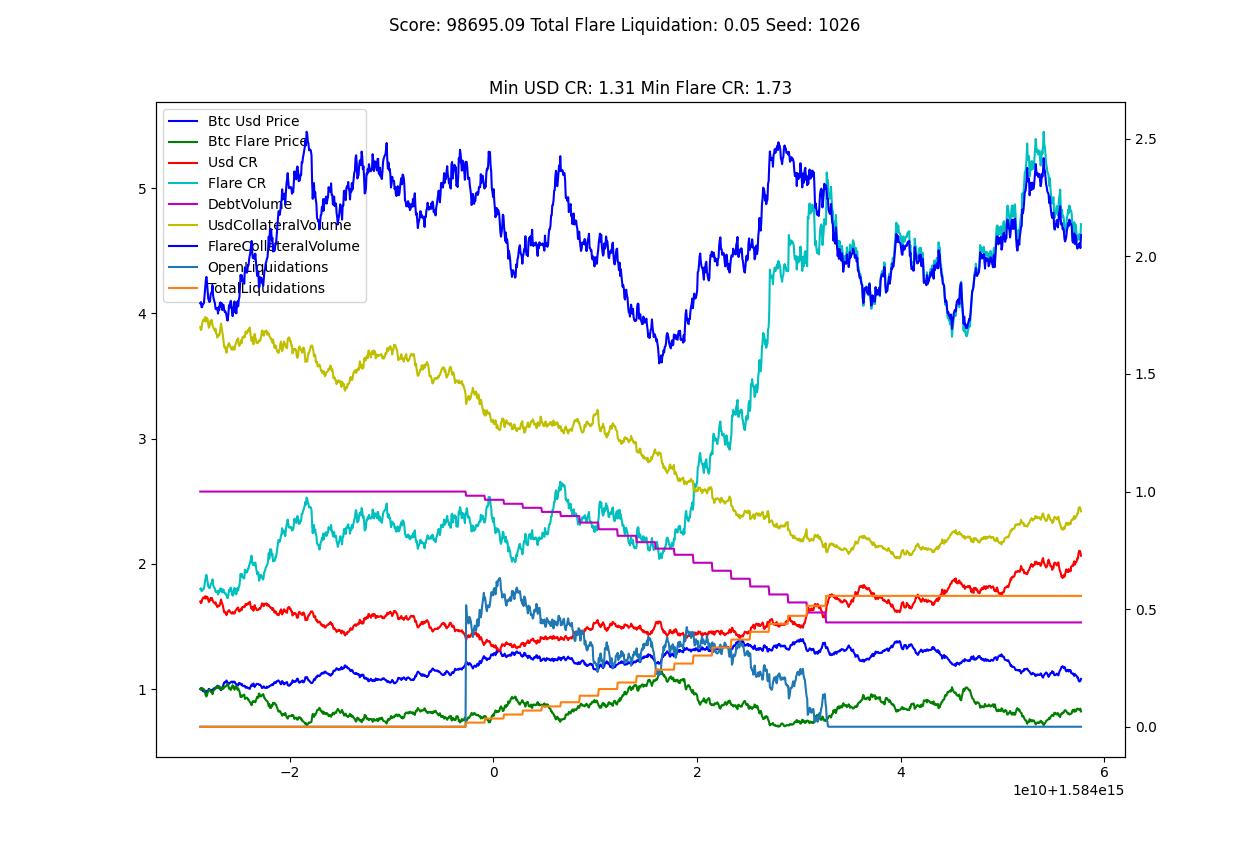 Score: 98695.09 Total Flare Liquidation: 0.05 Seed: 1026
Min USD CR: 1.31 Min Flare CR: 1.73
Btc Usd Price
Btc Flare Price
Usd CR
Flare CR
DebtVolume
UsdCollateralVolume
FlareCollateralVolume
OpenLiquidations
TotalLiquidations
5
4
3
2
1
2.5
2.0
1.5
1.0
0.5
0.0
−2 0 2 4 6
1e10+1.584e15